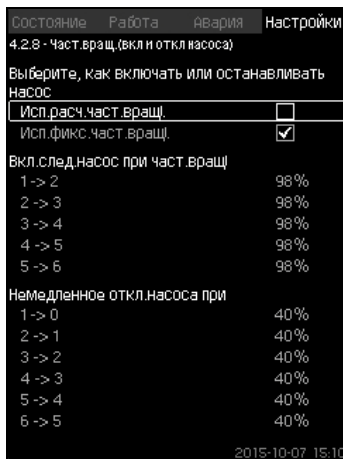 Состояние Работа Авария Настройки
4.2.8 - Част.вращ.(вкл и откл насоса)
Выберите, как включать или останавливать
насос
Исп.расч.част.вращ.
Исп.фикс.част.вращ.
Вкл.след.насос при част.вращ
1 -> 2 98%
2 -> 3 98%
3 -> 4 98%
4 -> 5 98%
5 -> 6 98%
Немедленное откл.насоса при
1 -> 0 40%
2 -> 1 40%
3 -> 2 40%
4 -> 3 40%
5 -> 4 40%
6 -> 5 40%
2015-10-07 15:10